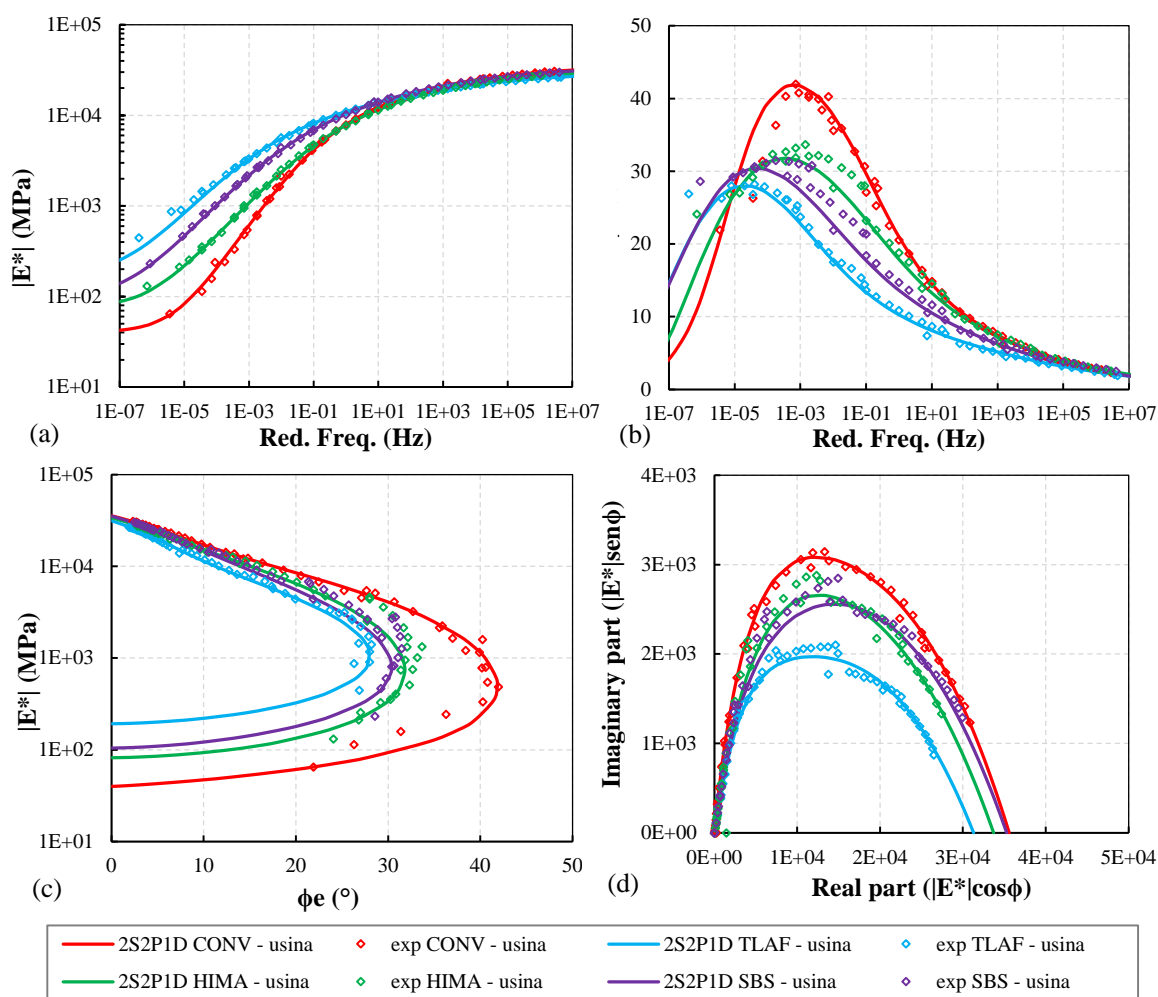 1E+05
1E+04
1E+03
1E+02
1E+01
|E*| (MPa)
1E-07 1E-05 1E-03 1E-01 1E+01 1E+03 1E+05 1E+07
(a) Red. Freq. (Hz)
50
40
30
20
10
0
1E-07 1E-05 1E-03 1E-01 1E+01 1E+03 1E+05 1E+07
(b) Red. Freq. (Hz)
1E+05
1E+04
1E+03
1E+02
1E+01
|E*| (MPa)
0 10 20 30 40 50
(c) ϕe (°)
4E+03
3E+03
2E+03
1E+03
0E+00
Imaginary part (|E*|senϕ)
0E+00 1E+04 2E+04 3E+04 4E+04 5E+04
(d) Real part (|E*|cosϕ)
2S2P1D CONV - usina exp CONV - usina 2S2P1D TLAF - usina exp TLAF - usina
2S2P1D HIMA - usina exp HIMA - usina 2S2P1D SBS - usina exp SBS - usina